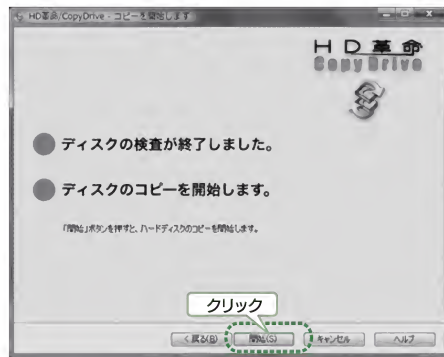 HD革命/CopyDrive - コピーを開始します
HD革命
Copy Drive
ディスクの検査が終了しました。
ディスクのコピーを開始します。
「開始」ボタンを押すと、ハードディスクのコピーを開始します。
クリック
< 戻る(B)
開始(S)
キャンセル
ヘルプ